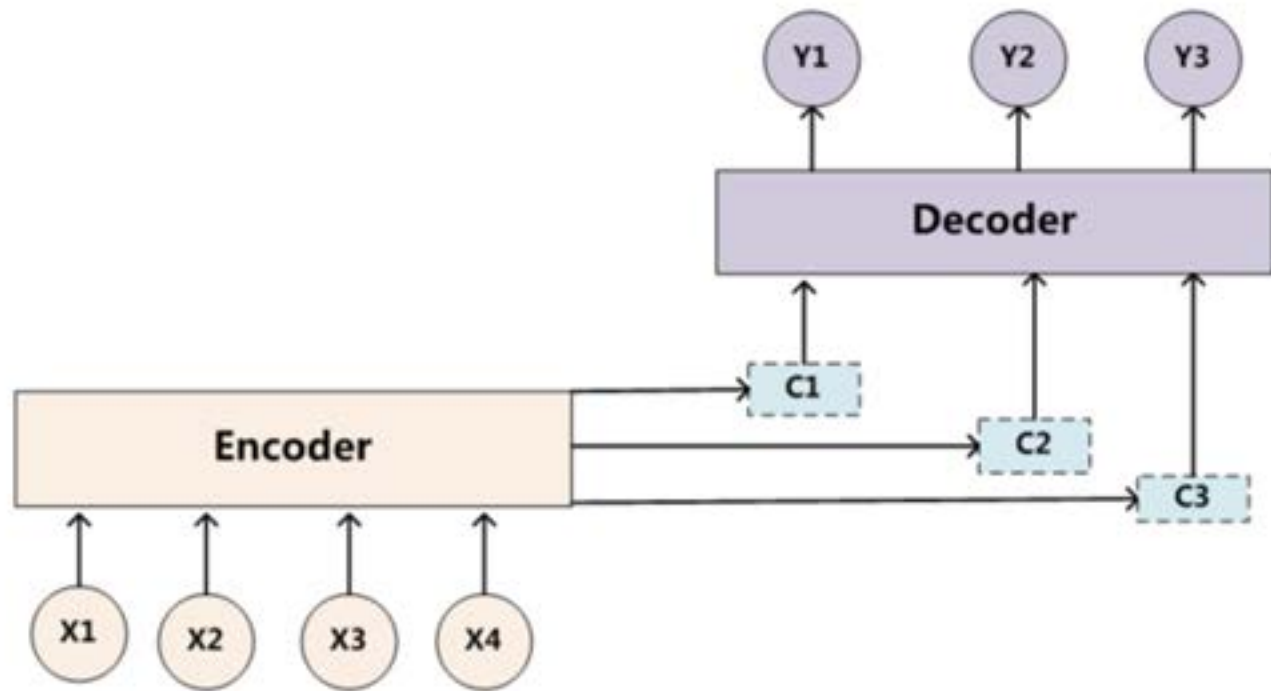 Y1 Y2 Y3
Decoder
C1
Encoder
C2
C3
X1 X2 X3 X4